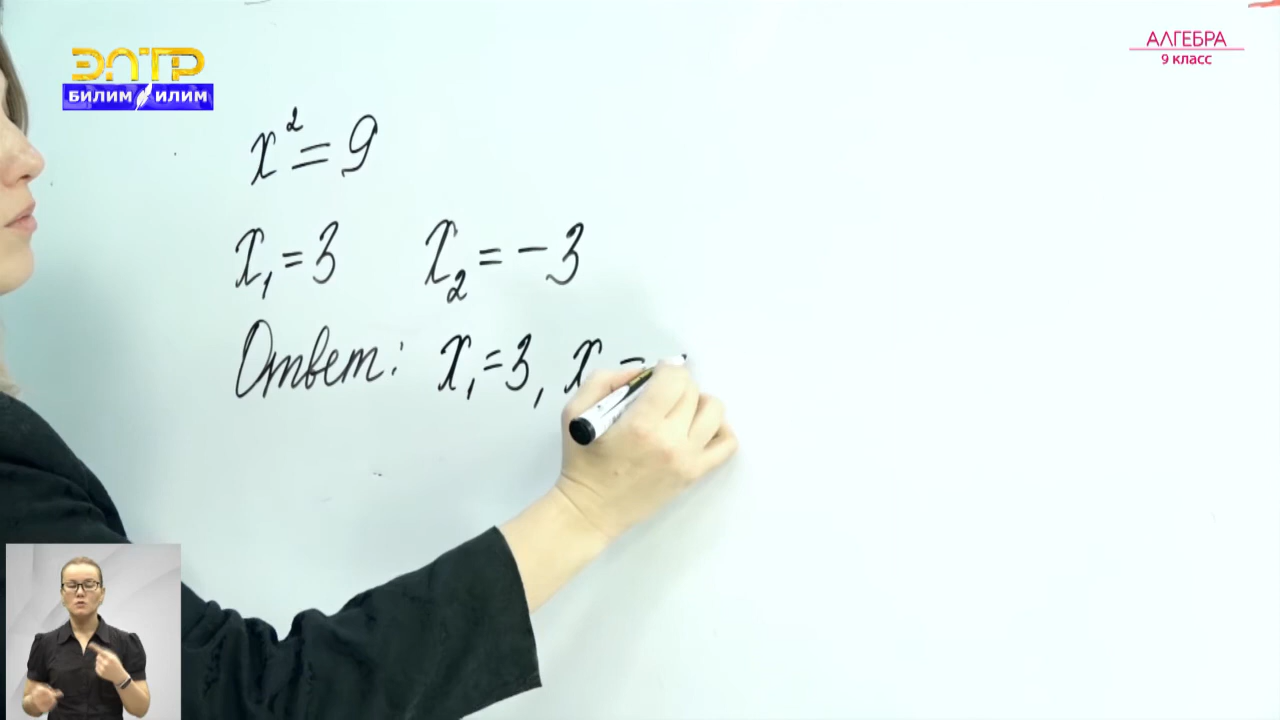 ЭЛТР
БИЛИМ ИЛИМ
АЛГЕБРА
9 класс
x² = 9
x₁ = 3 x₂ = -3
Ответ: x₁ = 3, x =